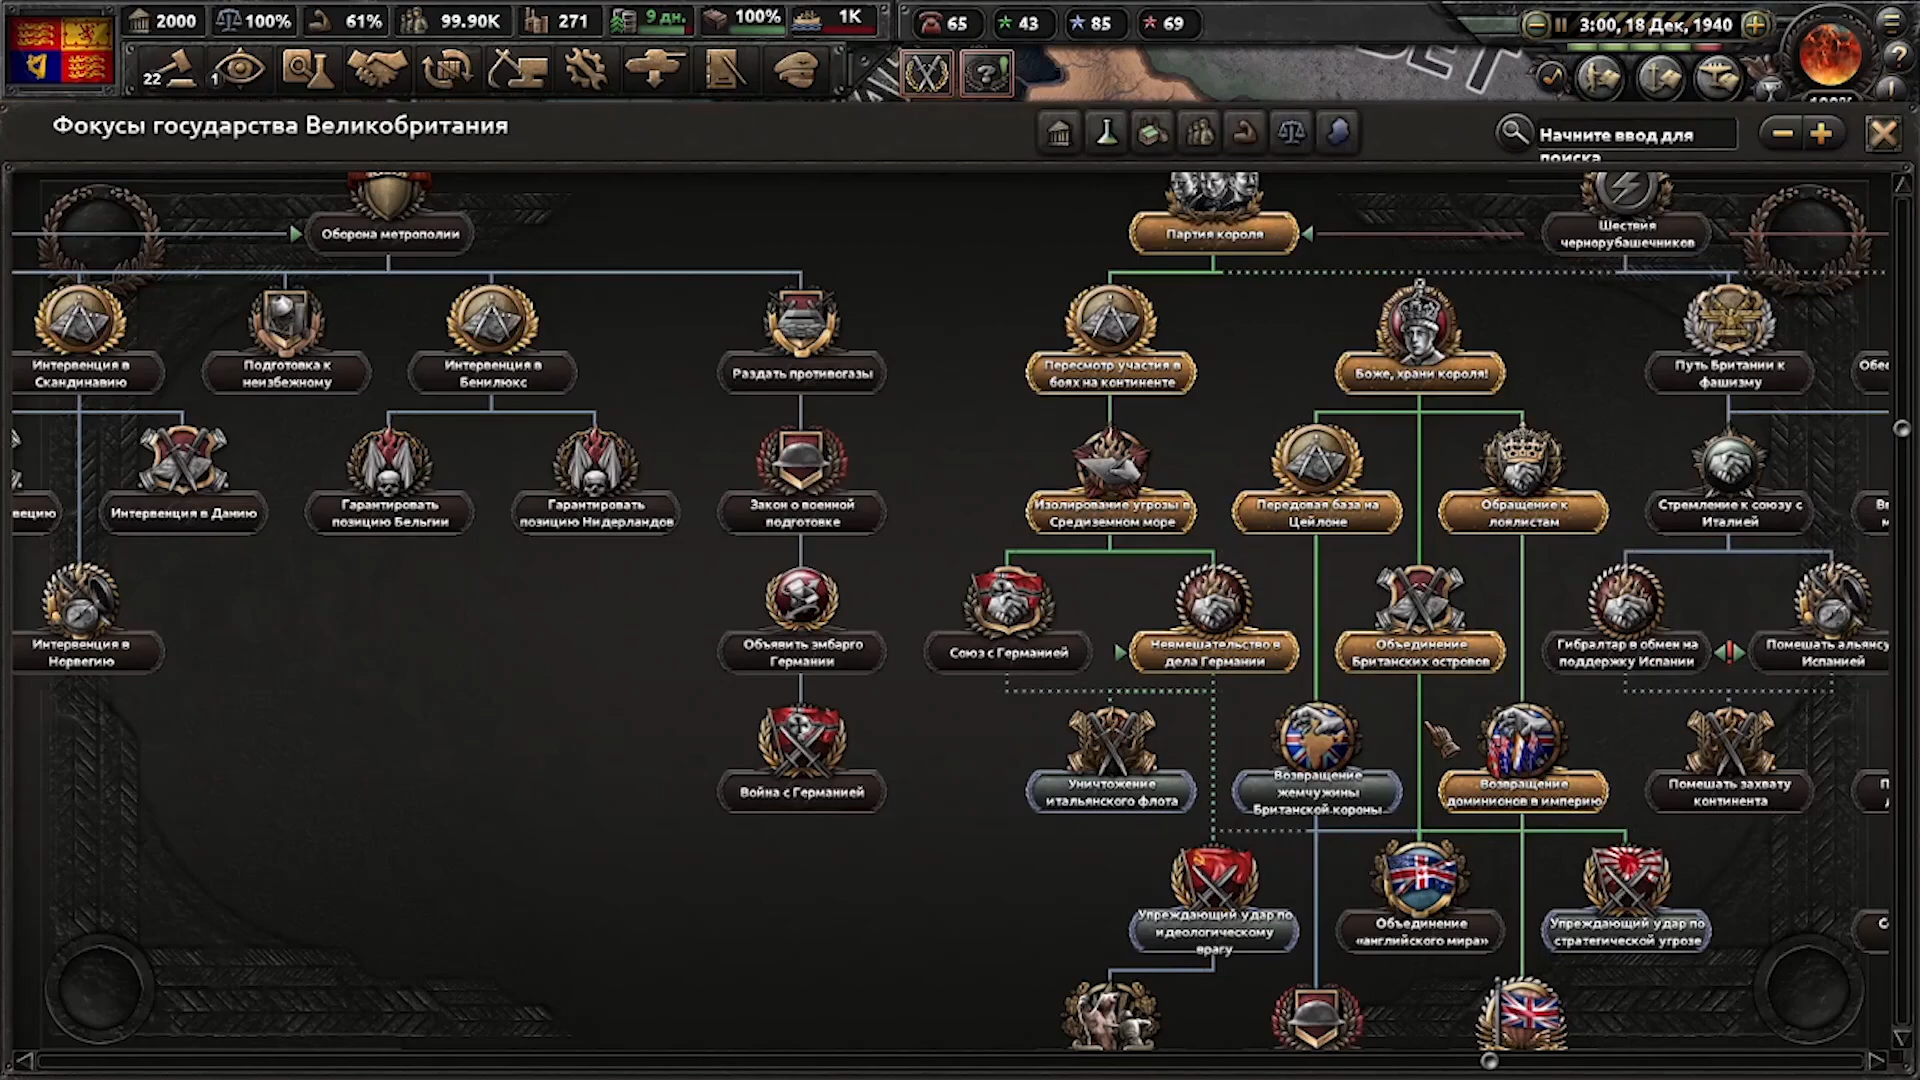 2000
100%
61%
99.90K
271
9 дн.
100%
1K
65
43
85
69
3:00, 18 Дек, 1940
22
1
Фокусы государства Великобритания
Начните ввод для
поиска
Оборона метрополии
Партия короля
Шествия
чернорубашечников
Интервенция в
Скандинавию
Подготовка к
неизбежному
Интервенция в
Бенилюкс
Раздать противогазы
Пересмотр участия в
боях на континенте
Боже, храни короля!
Путь Британии к
фашизму
Обес
вецию
Интервенция в Данию
Гарантировать
позицию Бельгии
Гарантировать
позицию Нидерландов
Закон о военной
подготовке
Изолирование угрозы в
Средиземном море
Передовая база на
Цейлоне
Обращение к
лоялистам
Стремление к союзу с
Италией
Интервенция в
Норвегию
Объявить эмбарго
Германии
Союз с Германией
Невмешательство в
дела Германии
Объединение
Британских островов
Гибралтар в обмен на
поддержку Испании
Помешать альянсу
Испанией
Война с Германией
Уничтожение
итальянского флота
Возвращение
жемчужины
Британской короны
Возвращение
доминионов в империю
Помешать захвату
континента
Упреждающий удар по
идеологическому
врагу
Объединение
«английского мира»
Упреждающий удар по
стратегической угрозе